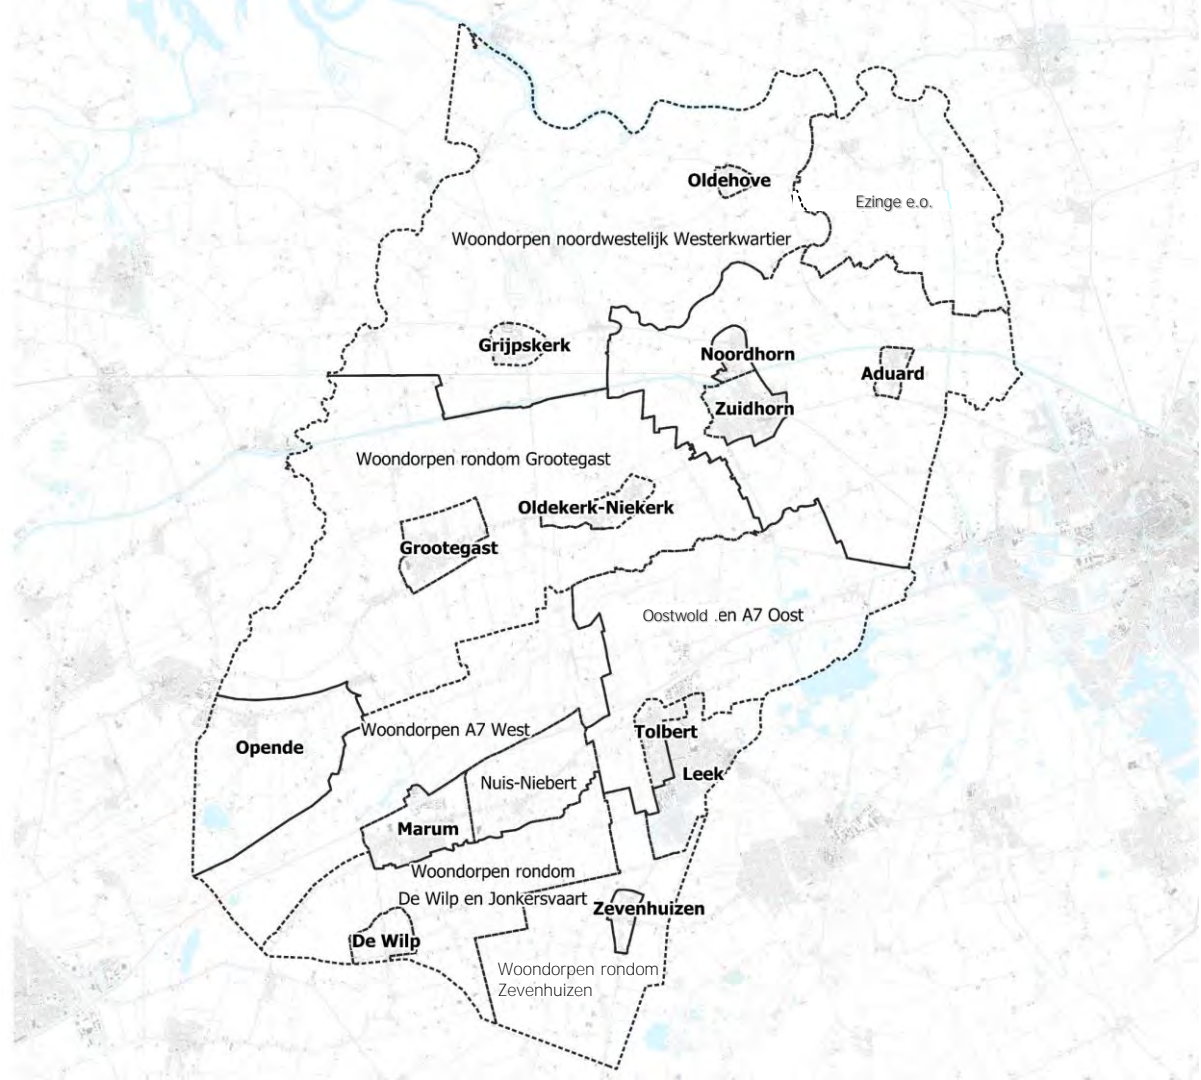 Oldehove
Ezinge e.o.
Woondorpen noordwestelijk Westerkwartier
Grijpskerk
Noordhorn
Aduard
Zuidhorn
Woondorpen rondom Grootegast
Oldekerk-Niekerk
Grootegast
Oostwold .en A7 Oost
Woondorpen A7 West
Tolbert
Opende
Leek
Nuis-Niebert
Marum
Woondorpen rondom
De Wilp en Jonkersvaart
Zevenhuizen
De Wilp
Woondorpen rondom
Zevenhuizen